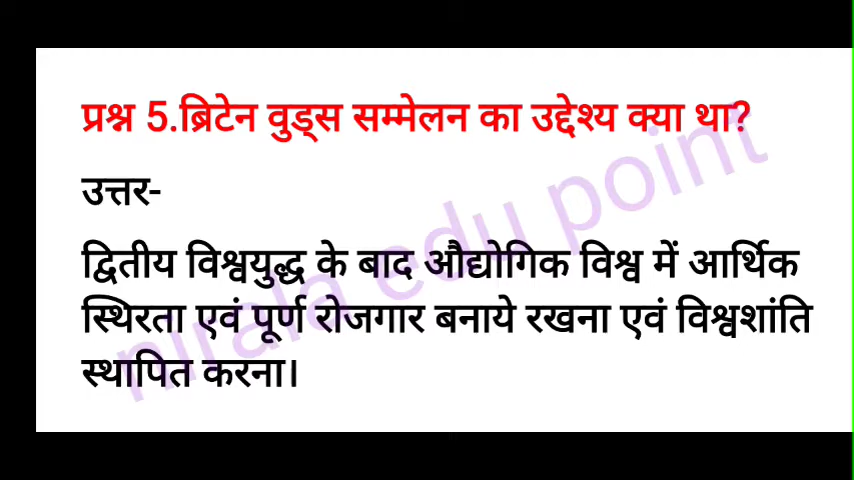 प्रश्न 5.ब्रिटेन वुड्स सम्मेलन का उद्देश्य क्या था?
उत्तर-
द्वितीय विश्वयुद्ध के बाद औद्योगिक विश्व में आर्थिक
स्थिरता एवं पूर्ण रोजगार बनाये रखना एवं विश्वशांति
स्थापित करना।
nirala edu point